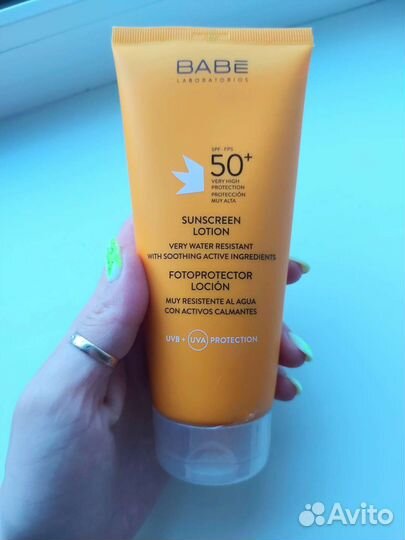 BABÉ
LABORATORIOS
SPF - FPS
50+
VERY HIGH
PROTECTION
PROTECCIÓN
MUY ALTA
SUNSCREEN
LOTION
VERY WATER RESISTANT
WITH SOOTHING ACTIVE INGREDIENTS
FOTOPROTECTOR
LOCIÓN
MUY RESISTENTE AL AGUA
CON ACTIVOS CALMANTES
UVB + UVA PROTECTION
Avito